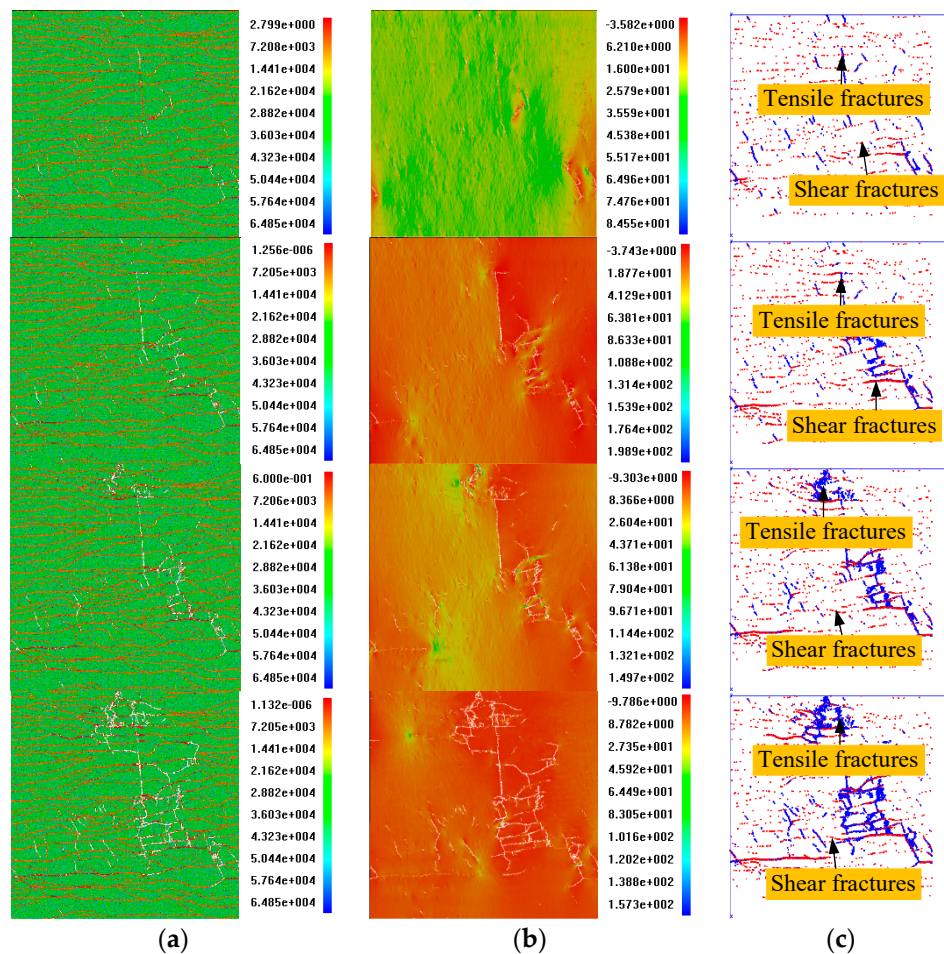 2.799e+000
7.208e+003
1.441e+004
2.162e+004
2.882e+004
3.603e+004
4.323e+004
5.044e+004
5.764e+004
6.485e+004
-3.582e+000
6.210e+000
1.600e+001
2.579e+001
3.559e+001
4.538e+001
5.517e+001
6.496e+001
7.476e+001
8.455e+001
Tensile fractures
Shear fractures
1.256e-006
7.205e+003
1.441e+004
2.162e+004
2.882e+004
3.603e+004
4.323e+004
5.044e+004
5.764e+004
6.485e+004
-3.743e+000
1.877e+001
4.129e+001
6.381e+001
8.633e+001
1.088e+002
1.314e+002
1.539e+002
1.764e+002
1.989e+002
Tensile fractures
Shear fractures
6.000e-001
7.206e+003
1.441e+004
2.162e+004
2.882e+004
3.603e+004
4.323e+004
5.044e+004
5.764e+004
6.485e+004
-9.303e+000
8.366e+000
2.604e+001
4.371e+001
6.138e+001
7.904e+001
9.671e+001
1.144e+002
1.321e+002
1.497e+002
Tensile fractures
Shear fractures
1.132e-006
7.205e+003
1.441e+004
2.162e+004
2.882e+004
3.603e+004
4.323e+004
5.044e+004
5.764e+004
6.485e+004
-9.786e+000
8.782e+000
2.735e+001
4.592e+001
6.449e+001
8.305e+001
1.016e+002
1.202e+002
1.388e+002
1.573e+002
Tensile fractures
Shear fractures
(a)
(b)
(c)